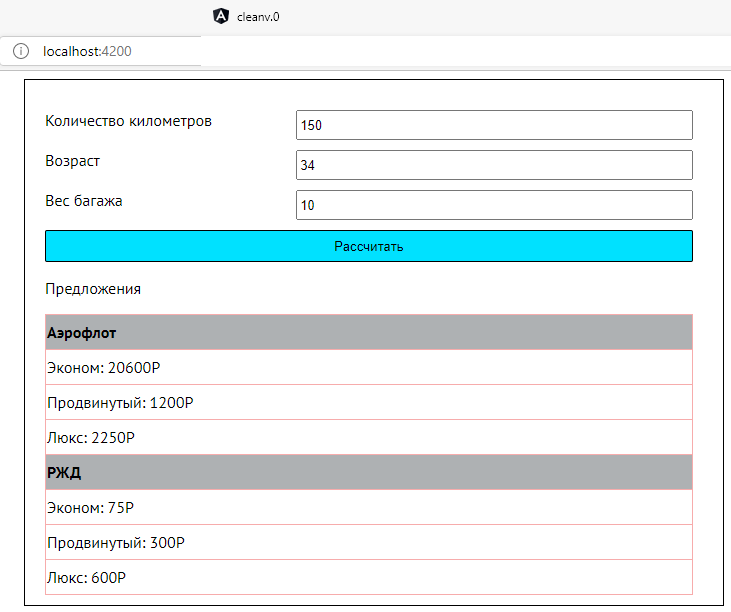 cleanv.0
localhost:4200
Количество километров 150
Возраст 34
Вес багажа 10
Рассчитать
Предложения
Аэрофлот
Эконом: 20600Р
Продвинутый: 1200Р
Люкс: 2250Р
РЖД
Эконом: 75Р
Продвинутый: 300Р
Люкс: 600Р